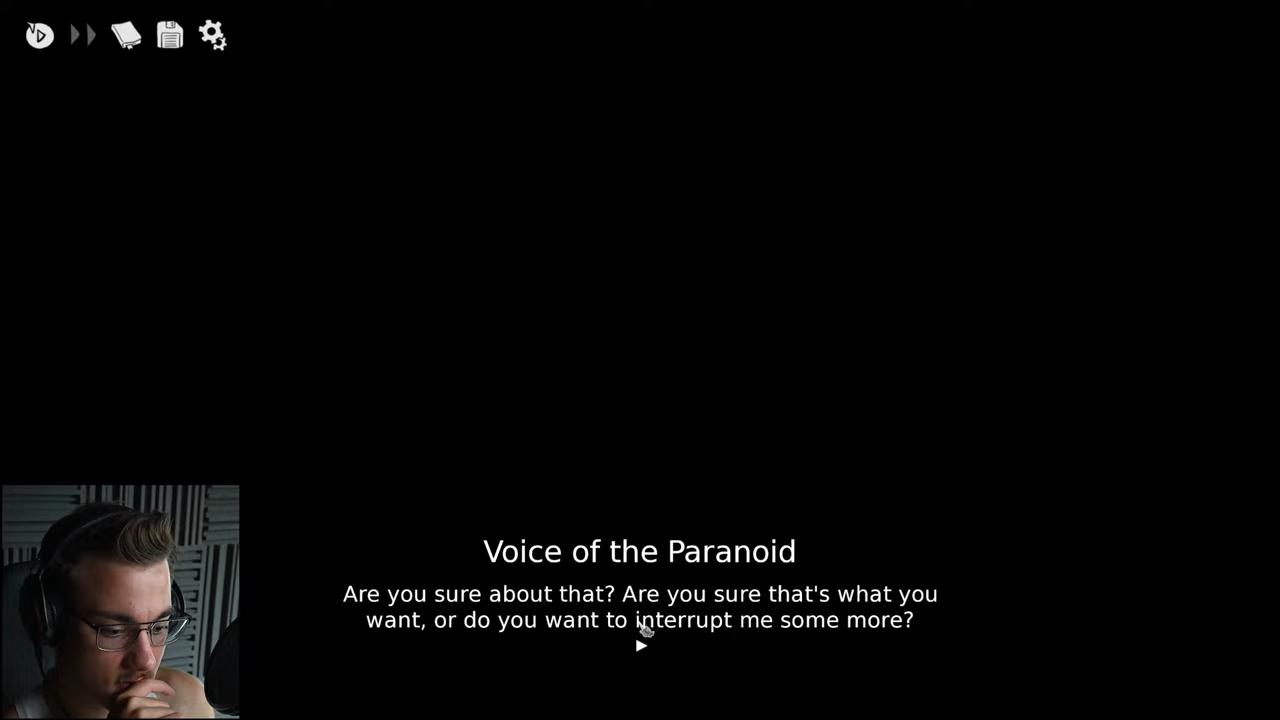 Voice of the Paranoid
Are you sure about that? Are you sure that's what you
want, or do you want to interrupt me some more?